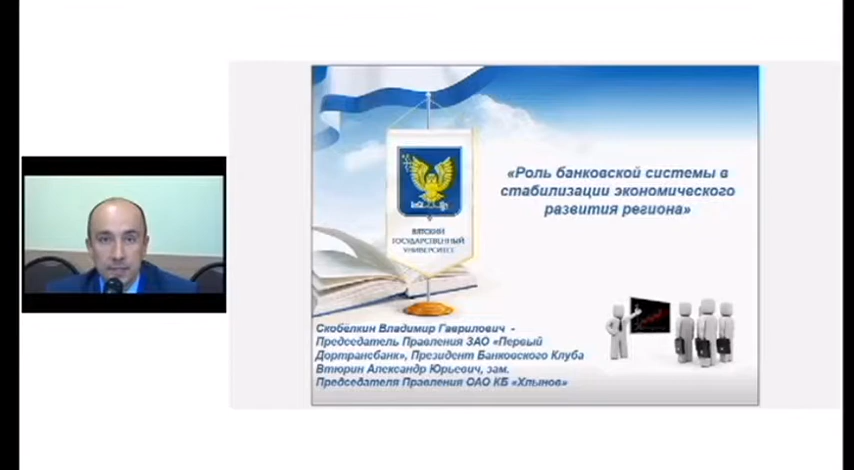 «Роль банковской системы в
стабилизации экономического
развития региона»
ВЯТСКИЙ
ГОСУДАРСТВЕННЫЙ
УНИВЕРСИТЕТ
Скобёлкин Владимир Гаврилович -
Председатель Правления ЗАО «Первый
Дортрансбанк», Президент Банковского Клуба
Втюрин Александр Юрьевич, зам.
Председателя Правления ОАО КБ «Хлынов»